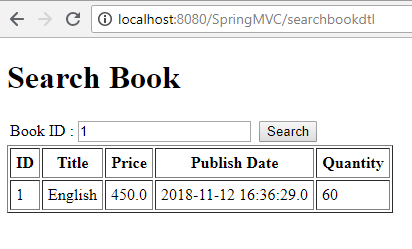 localhost:8080/SpringMVC/searchbookdtl
Search Book
Book ID : 1 Search
ID Title Price Publish Date Quantity
1 English 450.0 2018-11-12 16:36:29.0 60